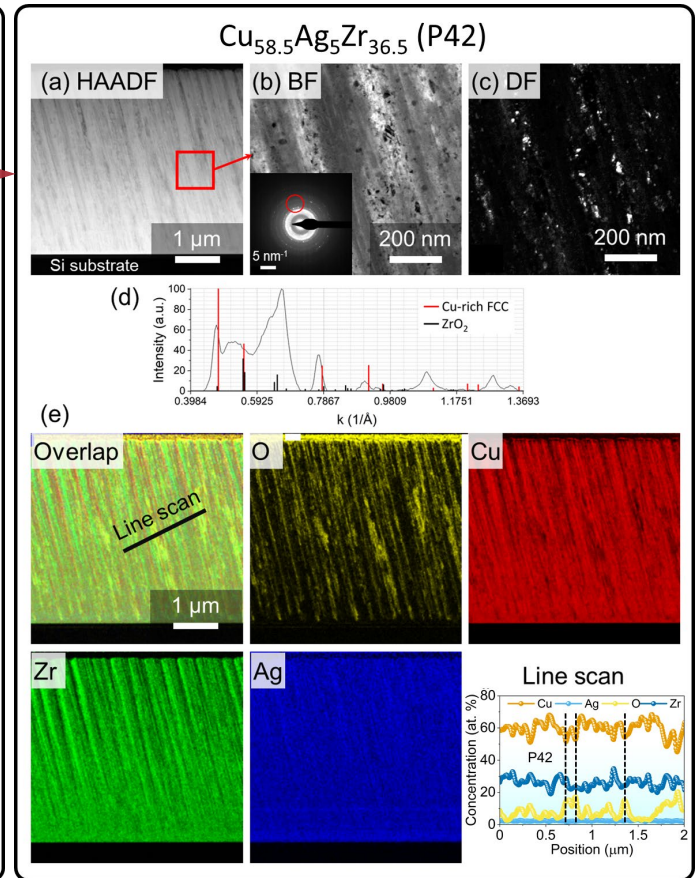 Cu58.5Ag5Zr36.5 (P42)
(a) HAADF
1 µm
Si substrate
(b) BF
5 nm-1
200 nm
(c) DF
200 nm
(d)
Intensity (a.u.)
100
80
60
40
20
0
Cu-rich FCC
ZrO2
0.3984 0.5925 0.7867 0.9809 1.1751 1.3693
k (1/Å)
(e)
Overlap
Line scan
1 µm
O
Cu
Zr
Ag
Line scan
Concentration (at. %)
80
60
40
20
0
Cu Ag O Zr
P42
0 0.5 1 1.5 2
Position (µm)